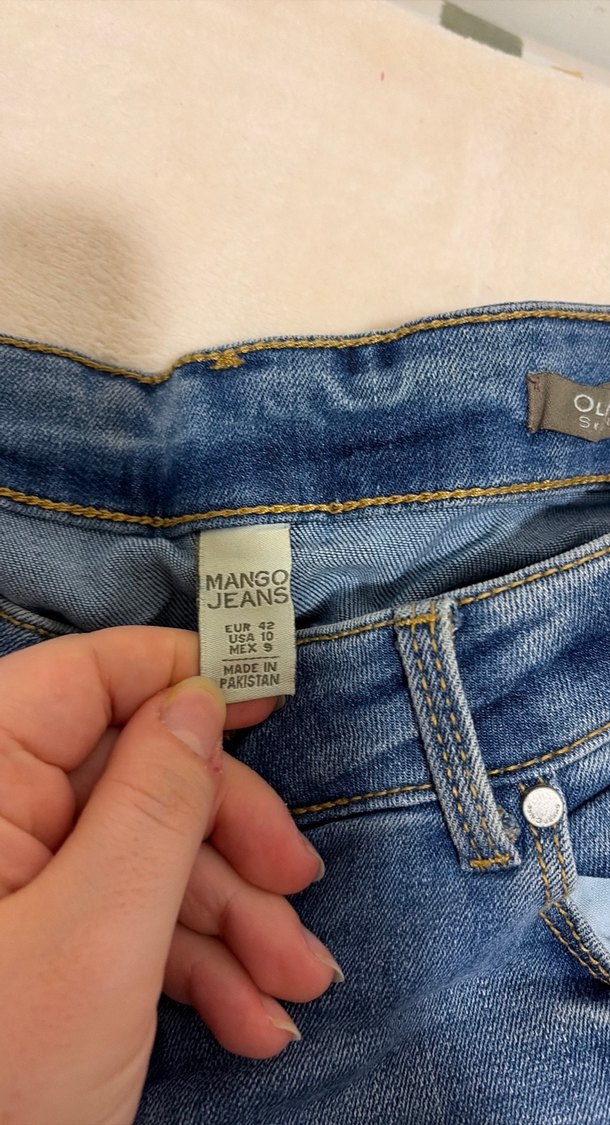 MANGO
JEANS
EUR 42
USA 10
MEX 9
MADE IN
PAKISTAN